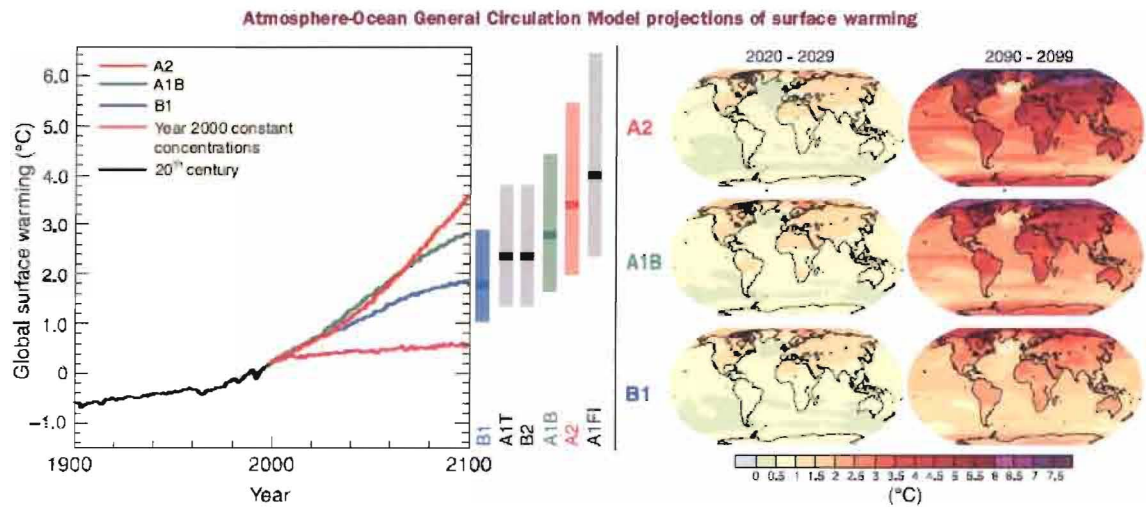 Atmosphere-Ocean General Circulation Model projections of surface warming
A2
A1B
B1
Year 2000 constant
concentrations
20th century
6.0
5.0
4.0
3.0
2.0
1.0
0
–1.0
Global surface warming (°C)
1900
2000
2100
Year
B1
A1T
B2
A1B
A2
A1FI
2020 - 2029
2090 - 2099
A2
A1B
B1
0 0.5 1 1.5 2 2.5 3 3.5 4 4.5 5 5.5 6 6.5 7 7.5
(°C)